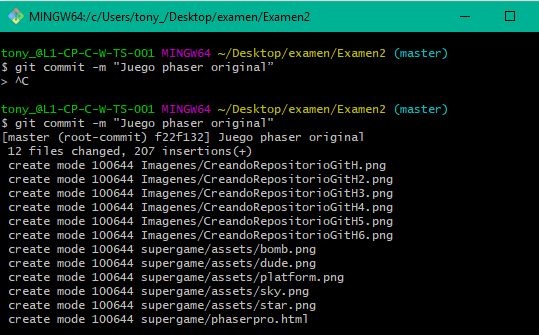 MINGW64:/c/Users/tony_/Desktop/examen/Examen2
tony_@L1-CP-C-W-TS-001 MINGW64 ~/Desktop/examen/Examen2 (master)
$ git commit -m "Juego phaser original”
> ^C
tony_@L1-CP-C-W-TS-001 MINGW64 ~/Desktop/examen/Examen2 (master)
$ git commit -m "Juego phaser original"
[master (root-commit) f22f132] Juego phaser original
12 files changed, 207 insertions(+)
create mode 100644 Imagenes/CreandoRepositorioGitH.png
create mode 100644 Imagenes/CreandoRepositorioGitH2.png
create mode 100644 Imagenes/CreandoRepositorioGitH3.png
create mode 100644 Imagenes/CreandoRepositorioGitH4.png
create mode 100644 Imagenes/CreandoRepositorioGitH5.png
create mode 100644 Imagenes/CreandoRepositorioGitH6.png
create mode 100644 supergame/assets/bomb.png
create mode 100644 supergame/assets/dude.png
create mode 100644 supergame/assets/platform.png
create mode 100644 supergame/assets/sky.png
create mode 100644 supergame/assets/star.png
create mode 100644 supergame/phaserpro.html